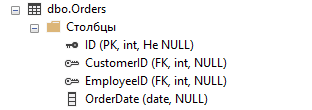 dbo.Orders
Столбцы
ID (PK, int, Не NULL)
CustomerID (FK, int, NULL)
EmployeeID (FK, int, NULL)
OrderDate (date, NULL)